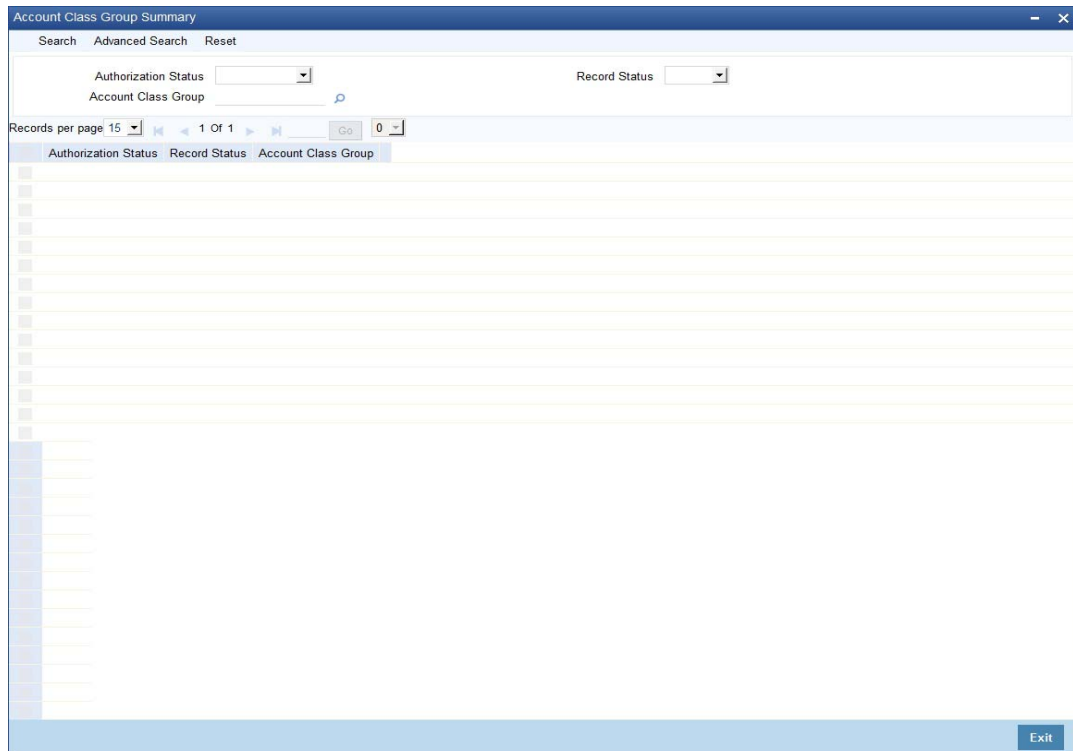 Account Class Group Summary
Search Advanced Search Reset
Authorization Status Record Status
Account Class Group
Records per page 15 1 Of 1 Go 0
Authorization Status Record Status Account Class Group
Exit